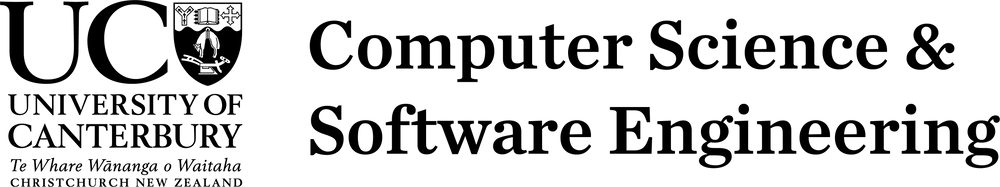 UC
UNIVERSITY OF
CANTERBURY
Te Whare Wānanga o Waitaha
CHRISTCHURCH NEW ZEALAND
Computer Science &
Software Engineering